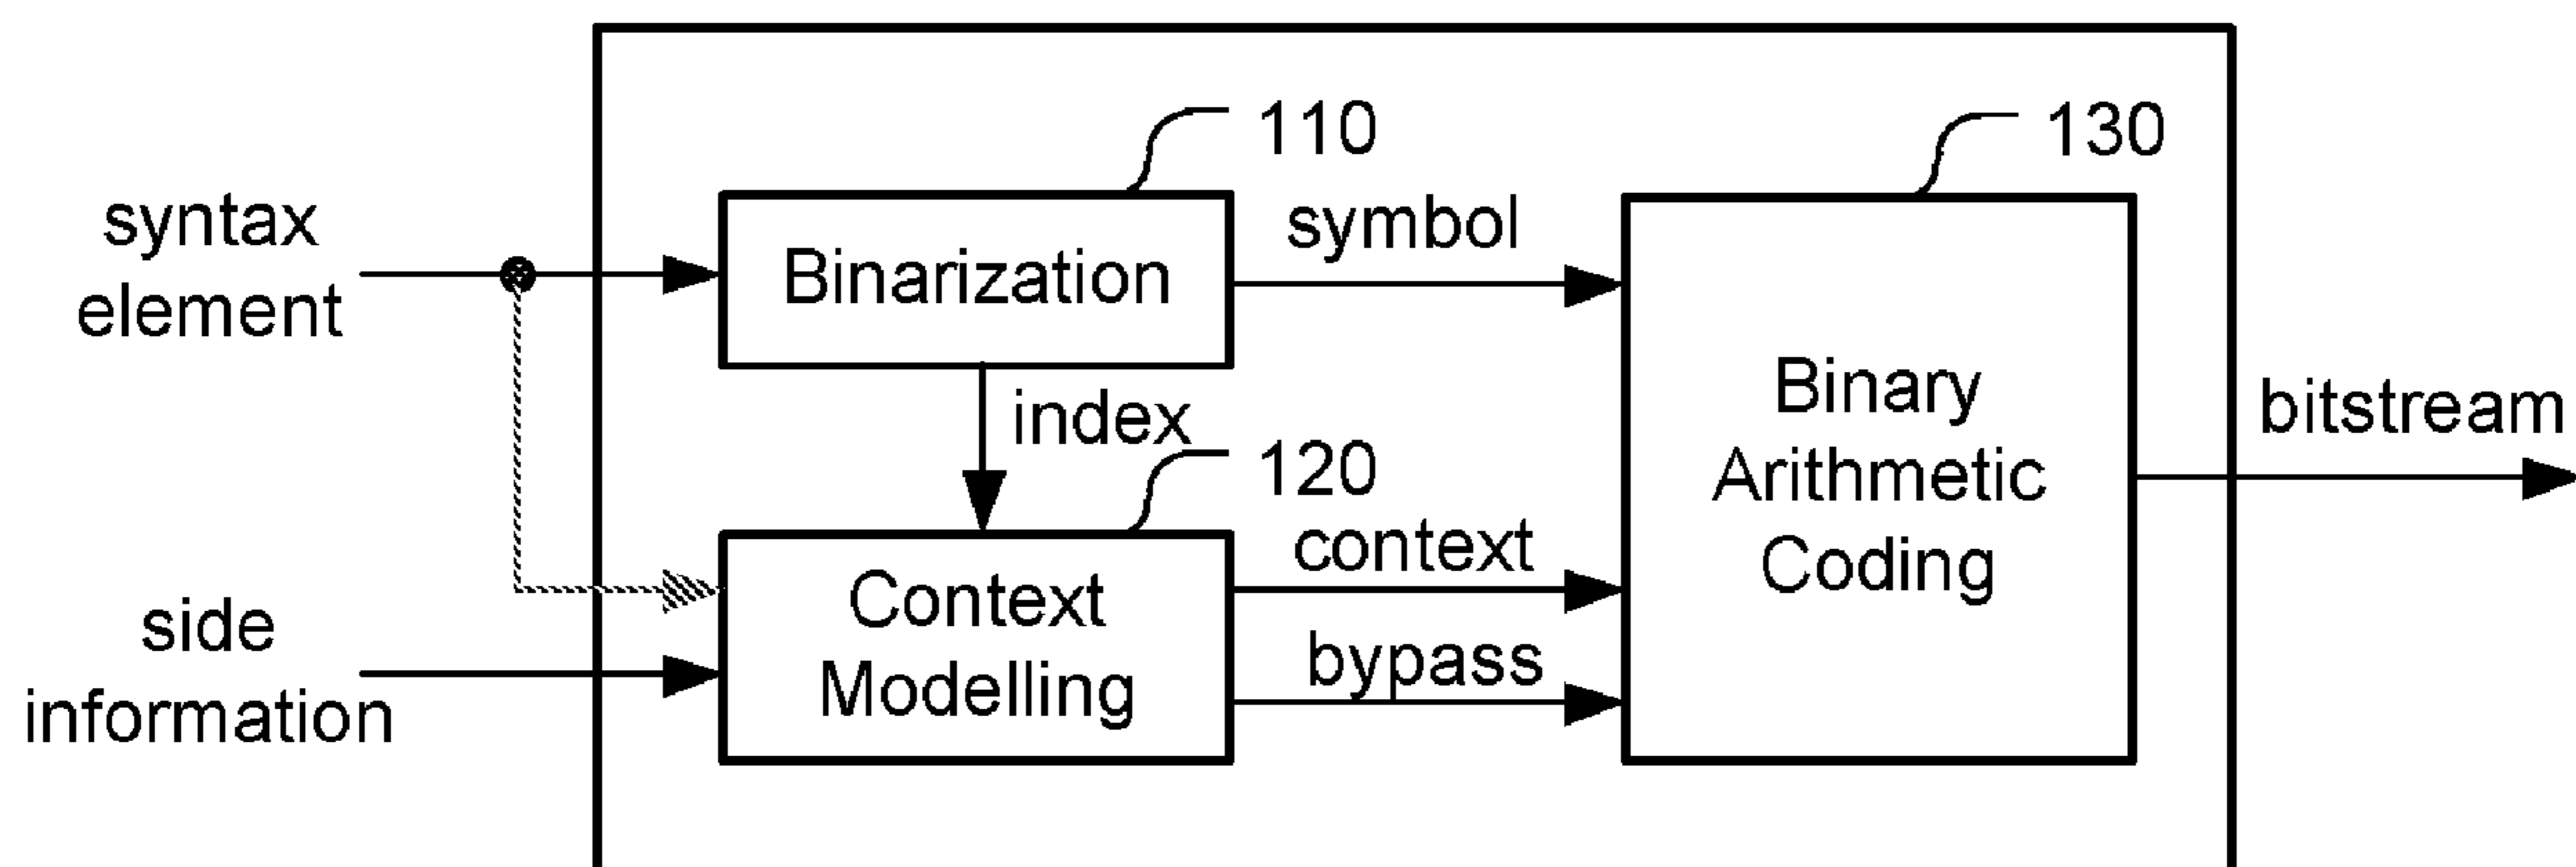 110
130
syntax
element
symbol
Binarization
index
120
Binary
Arithmetic
Coding
bitstream
context
Context
Modelling
side
information
bypass